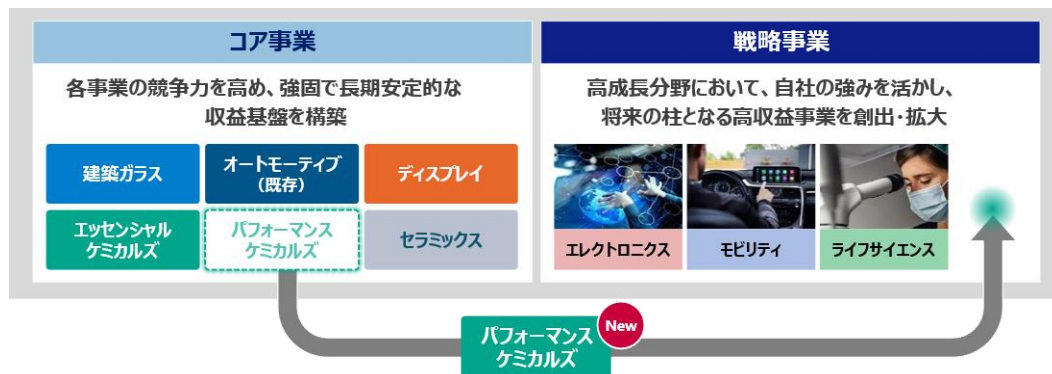 コア事業
各事業の競争力を高め、強固で長期安定的な
収益基盤を構築
建築ガラス
オートモーティブ
（既存）
ディスプレイ
エッセンシャル
ケミカルズ
パフォーマンス
ケミカルズ
セラミックス
戦略事業
高成長分野において、自社の強みを活かし、
将来の柱となる高収益事業を創出・拡大
エレクトロニクス
モビリティ
ライフサイエンス
パフォーマンス
ケミカルズ
New